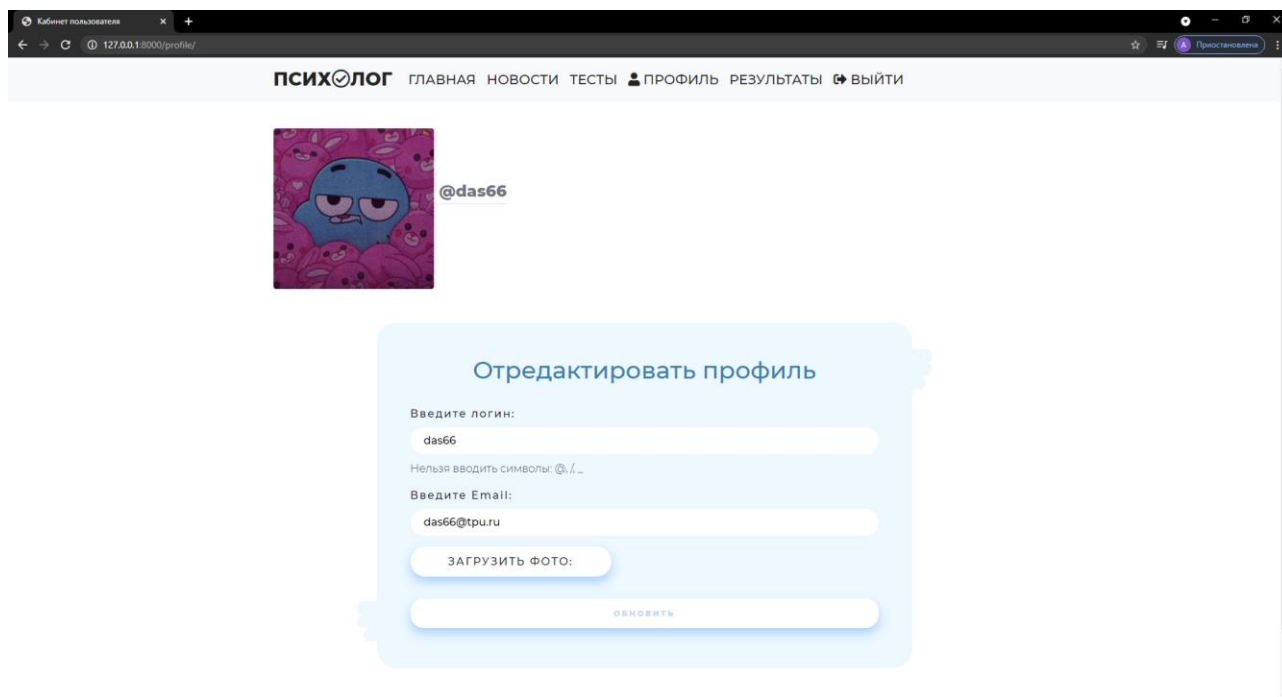 Кабинет пользователя
127.0.0.1:8000/profile/
A Приостановлена
ПСИХОЛОГ ГЛАВНАЯ НОВОСТИ ТЕСТЫ ПРОФИЛЬ РЕЗУЛЬТАТЫ ВЫЙТИ
@das66
Отредактировать профиль
Введите логин:
das66
Нельзя вводить символы: @, /, _
Введите Email:
das66@tpu.ru
ЗАГРУЗИТЬ ФОТО:
ОБНОВИТЬ